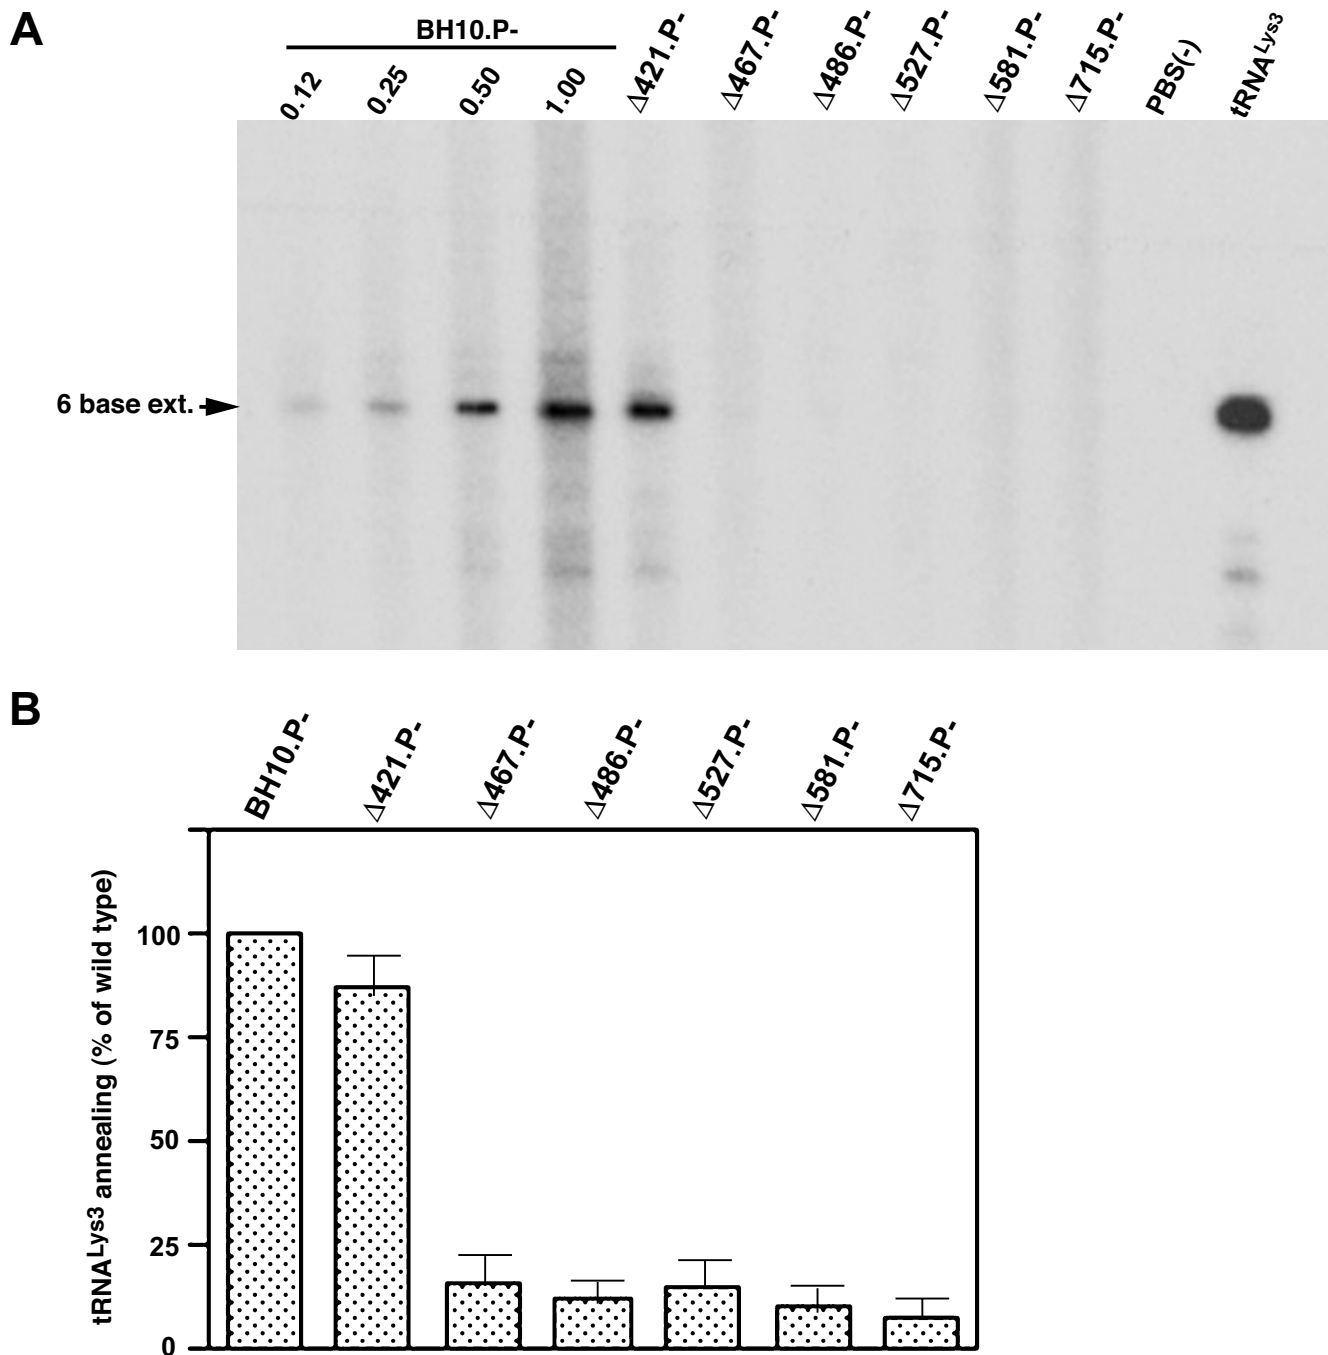 A
BH10.P-
0.12 0.25 0.50 1.00 Δ421.P- Δ467.P- Δ486.P- Δ527.P- Δ581.P- Δ715.P- PBS(-) tRNALys3
6 base ext.
B
BH10.P- Δ421.P- Δ467.P- Δ486.P- Δ527.P- Δ581.P- Δ715.P-
tRNALys3 annealing (% of wild type)
100
75
50
25
0